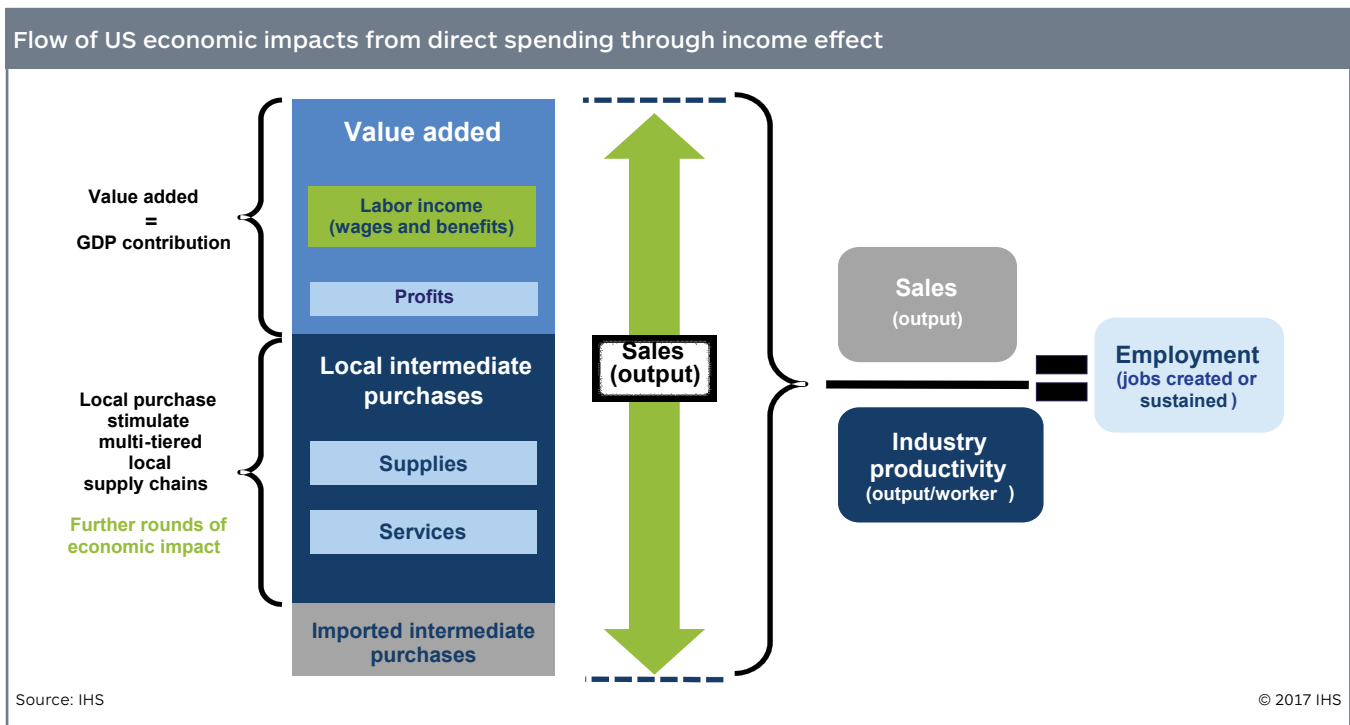 Flow of US economic impacts from direct spending through income effect
Value added
=
GDP contribution
Local purchase
stimulate
multi-tiered
local
supply chains
Further rounds of
economic impact
Value added
Labor income
(wages and benefits)
Profits
Local intermediate
purchases
Supplies
Services
Imported intermediate
purchases
Sales
(output)
Sales
(output)
Industry
productivity
(output/worker )
Employment
(jobs created or
sustained )
Source: IHS
© 2017 IHS